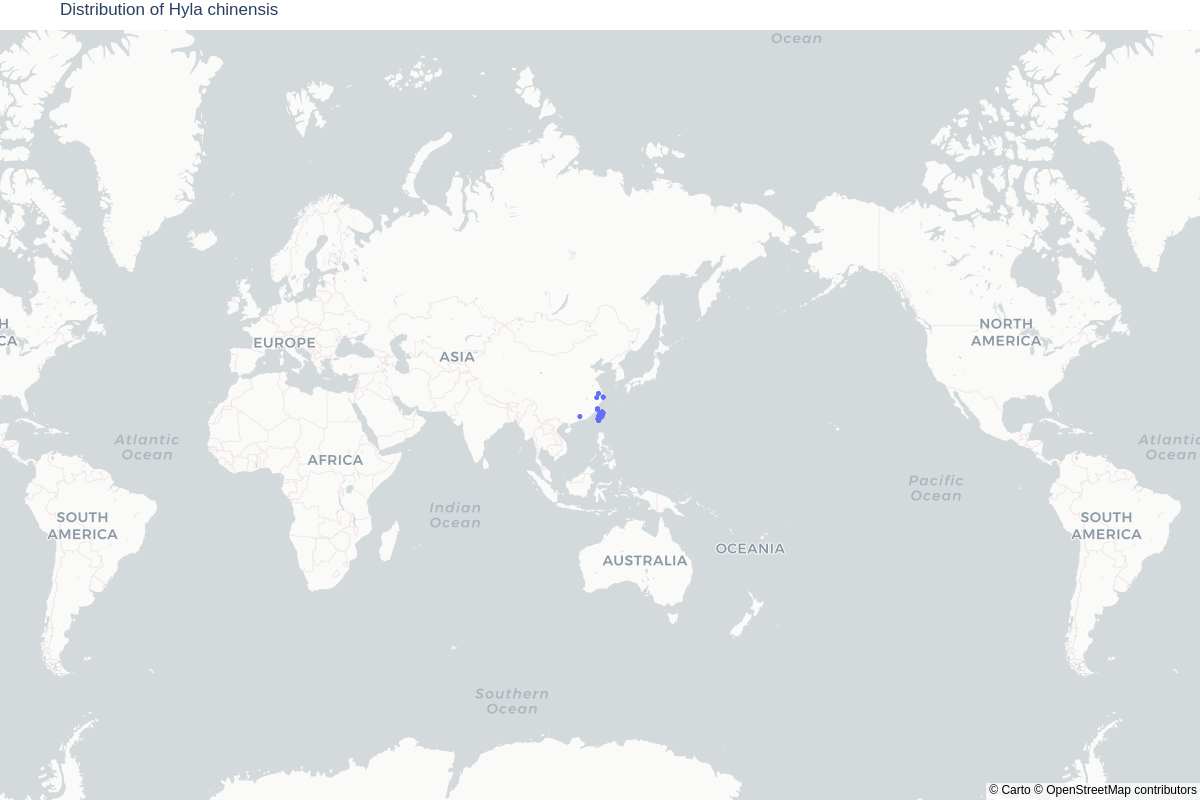 Distribution of Hyla chinensis
Ocean
H
CA
NORTH
AMERICA
EUROPE
ASIA
Atlantic
Ocean
Atlantic
Ocean
AFRICA
Pacific
Ocean
Indian
Ocean
SOUTH
AMERICA
SOUTH
AMERICA
OCEANIA
AUSTRALIA
Southern
Ocean
© Carto © OpenStreetMap contributors